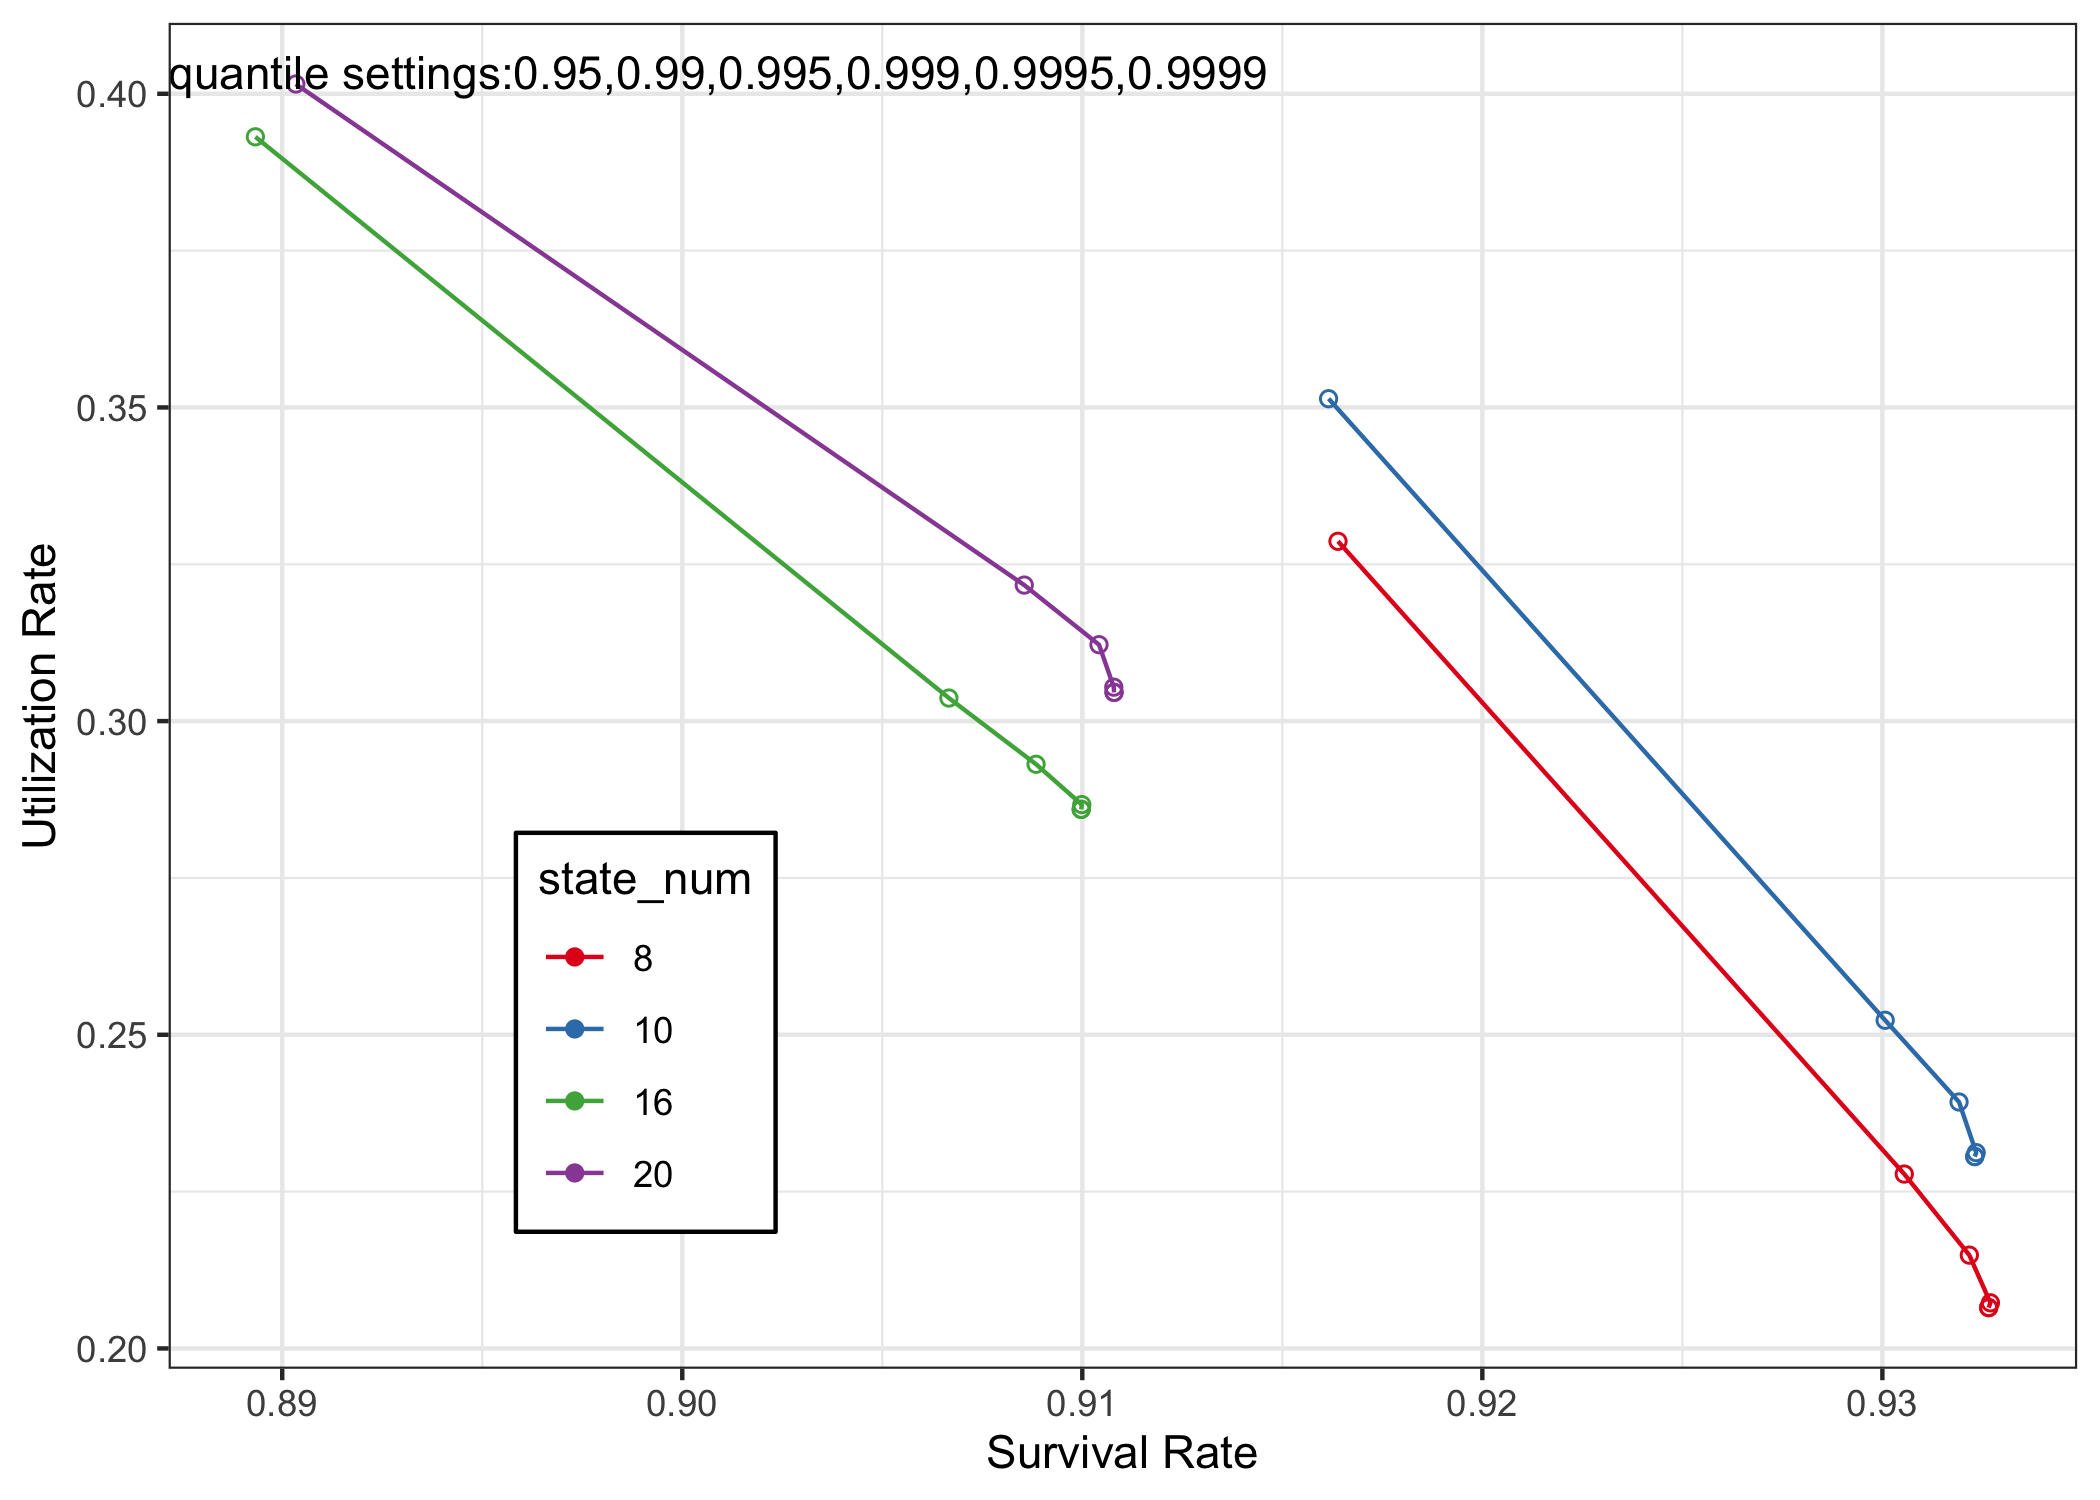 quantile settings:0.95,0.99,0.995,0.999,0.9995,0.9999
0.40
0.35
0.30
0.25
0.20
Utilization Rate
state_num
8
10
16
20
0.89 0.90 0.91 0.92 0.93
Survival Rate